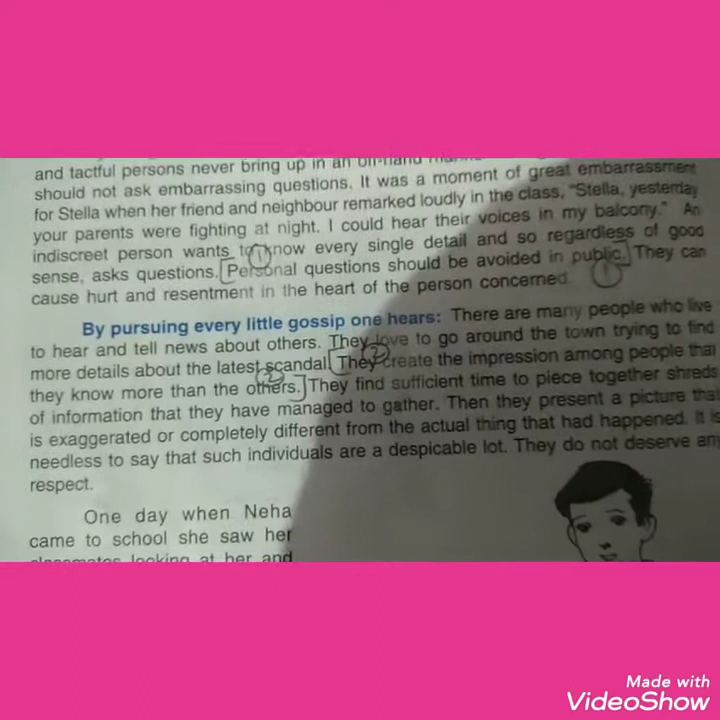 and tactful persons never bring up in an off-hand
should not ask embarrassing questions. It was a moment of great embarrassment
for Stella when her friend and neighbour remarked loudly in the class, "Stella, yesterday
your parents were fighting at night. I could hear their voices in my balcony." An
indiscreet person wants to know every single detail and so regardless of good
sense, asks questions. [Personal questions should be avoided in public.] They can
cause hurt and resentment in the heart of the person concerned.
By pursuing every little gossip one hears: There are many people who live
to hear and tell news about others. They love to go around the town trying to find
more details about the latest scandal. [They create the impression among people that
they know more than the others.] They find sufficient time to piece together shreds
of information that they have managed to gather. Then they present a picture that
is exaggerated or completely different from the actual thing that had happened. It is
needless to say that such individuals are a despicable lot. They do not deserve any
respect.
One day when Neha
came to school she saw her
classmates looking at her and
1
1
2
2
Made with
VideoShow